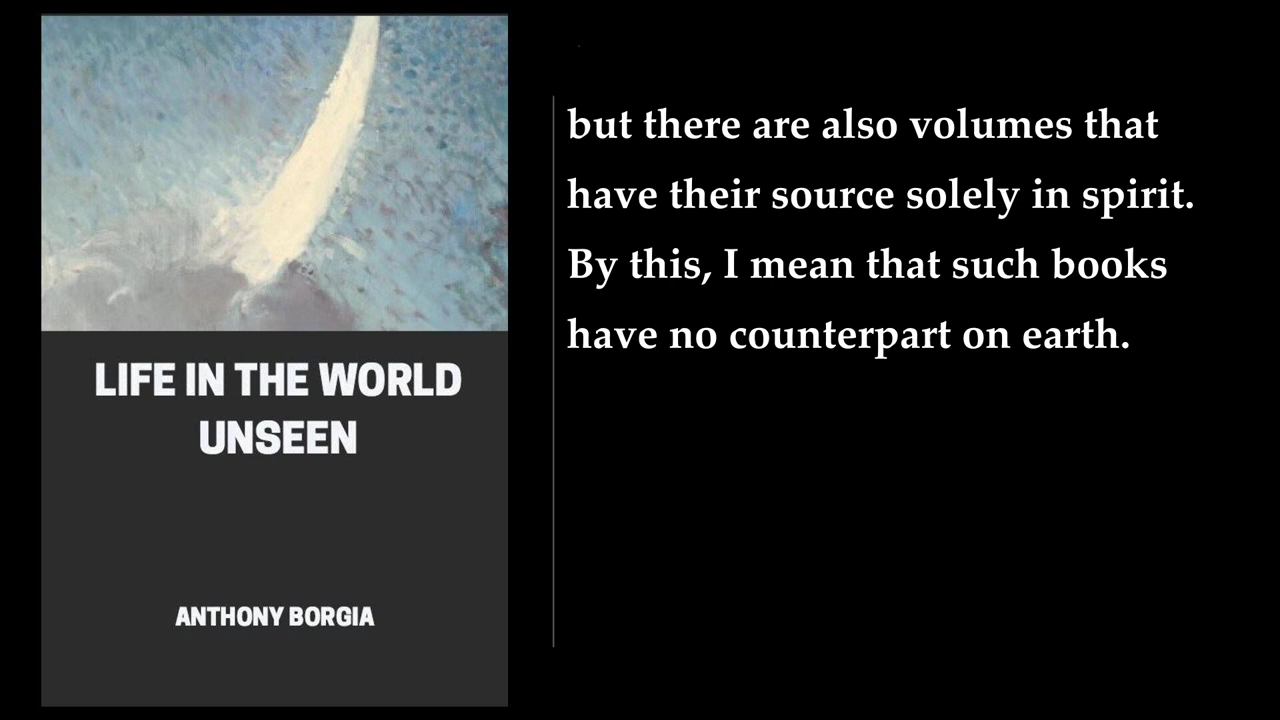 LIFE IN THE WORLD
UNSEEN
ANTHONY BORGIA
but there are also volumes that
have their source solely in spirit.
By this, I mean that such books
have no counterpart on earth.